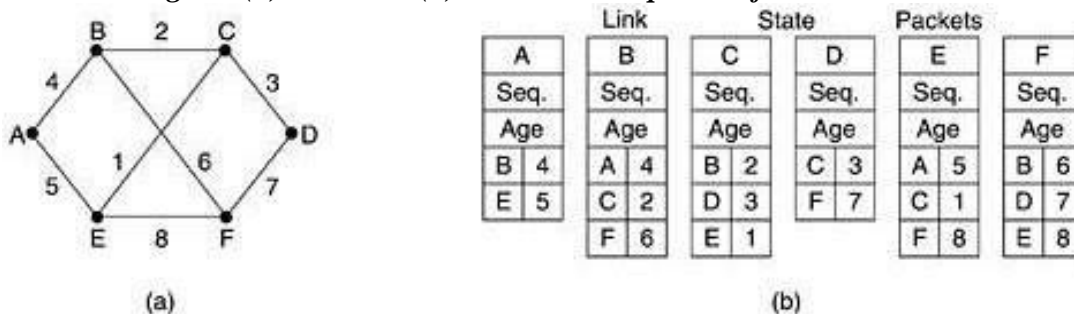 B 2 C
4 3
A 1 6 D
5 7
E 8 F
(a)
Link State Packets
A B C D E F
Seq. Seq. Seq. Seq. Seq. Seq.
Age Age Age Age Age Age
B 4 A 4 B 2 C 3 A 5 B 6
E 5 C 2 D 3 F 7 C 1 D 7
F 6 E 1 F 8 E 8
(b)